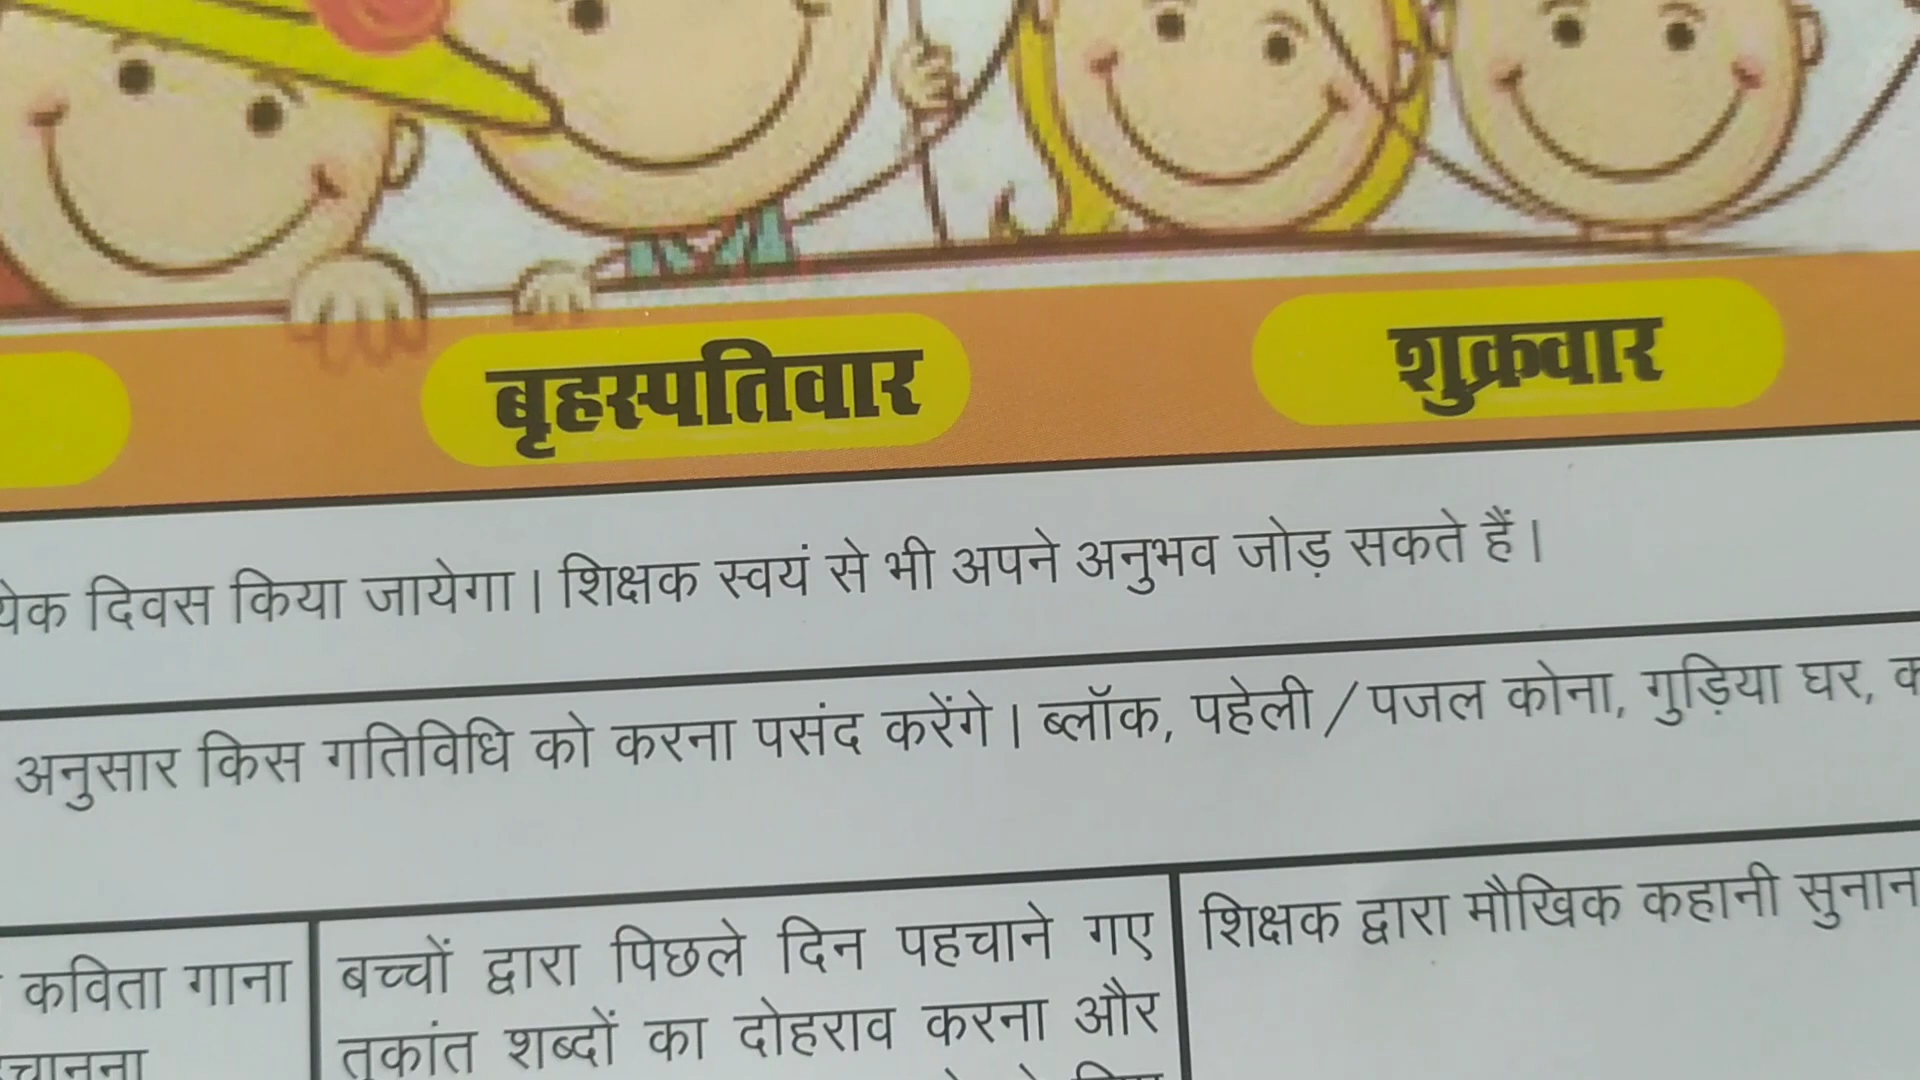 बृहस्पतिवार
शुक्रवार
दिवस किया जायेगा। शिक्षक स्वयं से भी अपने अनुभव जोड़ सकते हैं।
अनुसार किस गतिविधि को करना पसंद करेंगे। ब्लॉक, पहेली/पजल कोना, गुड़िया घर,
कविता गाना
बच्चों द्वारा पिछले दिन पहचाने गए
तुकांत शब्दों का दोहराव करना और
शिक्षक द्वारा मौखिक कहानी